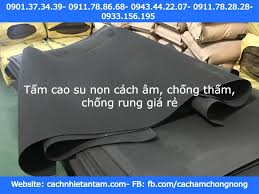 0901.37.34.39- 0911.78.86.68- 0943.44.22.07- 0911.78.28.28-
0933.156.195
Tấm cao su non cách âm, chống thấm,
chống rung giá rẻ
Website: cachnhietantam.com- FB: fb.com/cachamchongnong